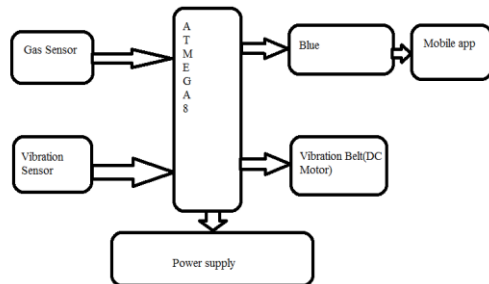 Gas Sensor
A
T
M
E
G
A
8
Blue
Mobile app
Vibration
Sensor
Vibration Belt(DC
Motor)
Power supply